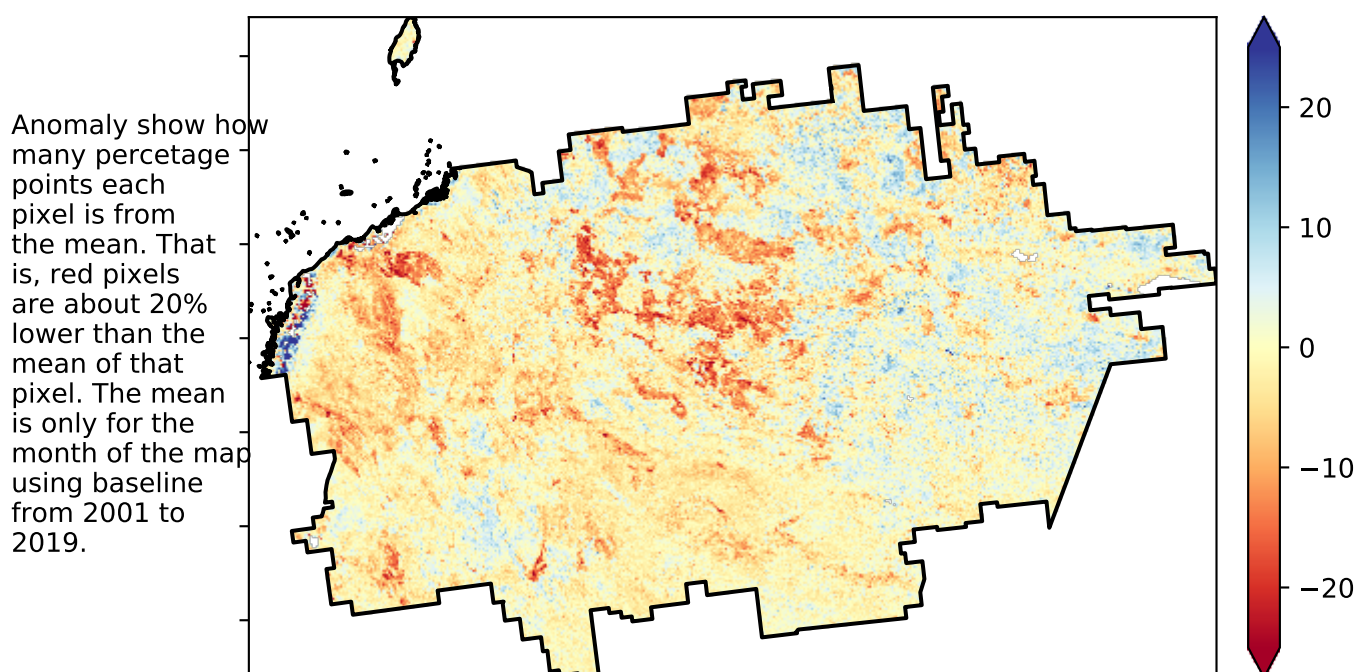 Anomaly show how
many percetage
points each
pixel is from
the mean. That
is, red pixels
are about 20%
lower than the
mean of that
pixel. The mean
is only for the
month of the map
using baseline
from 2001 to
2019.
20
10
0
−10
−20